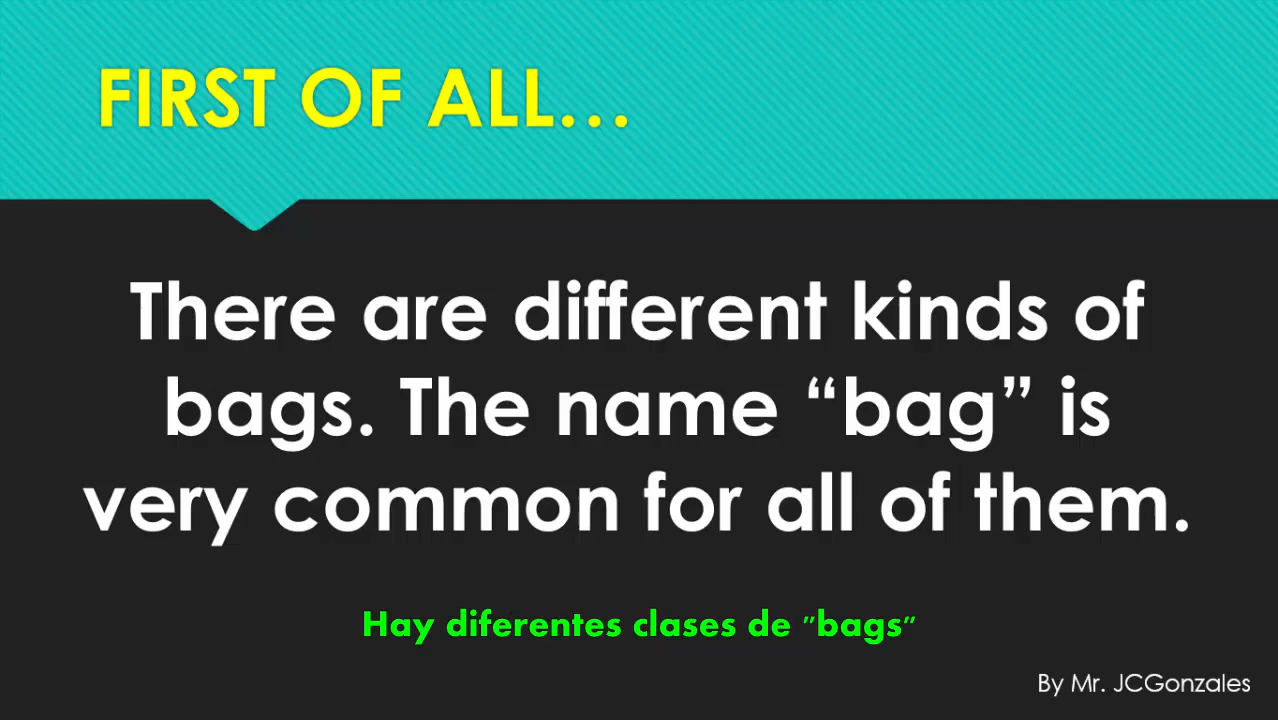 FIRST OF ALL…
There are different kinds of
bags. The name “bag” is
very common for all of them.
Hay diferentes clases de "bags"
By Mr. JCGonzales